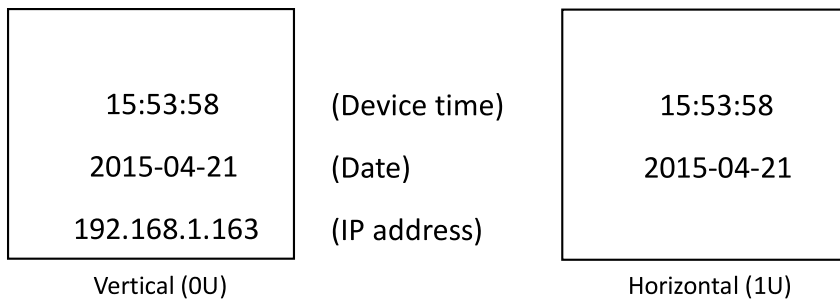 15:53:58 (Device time) 15:53:58
2015-04-21 (Date) 2015-04-21
192.168.1.163 (IP address)
Vertical (0U) Horizontal (1U)